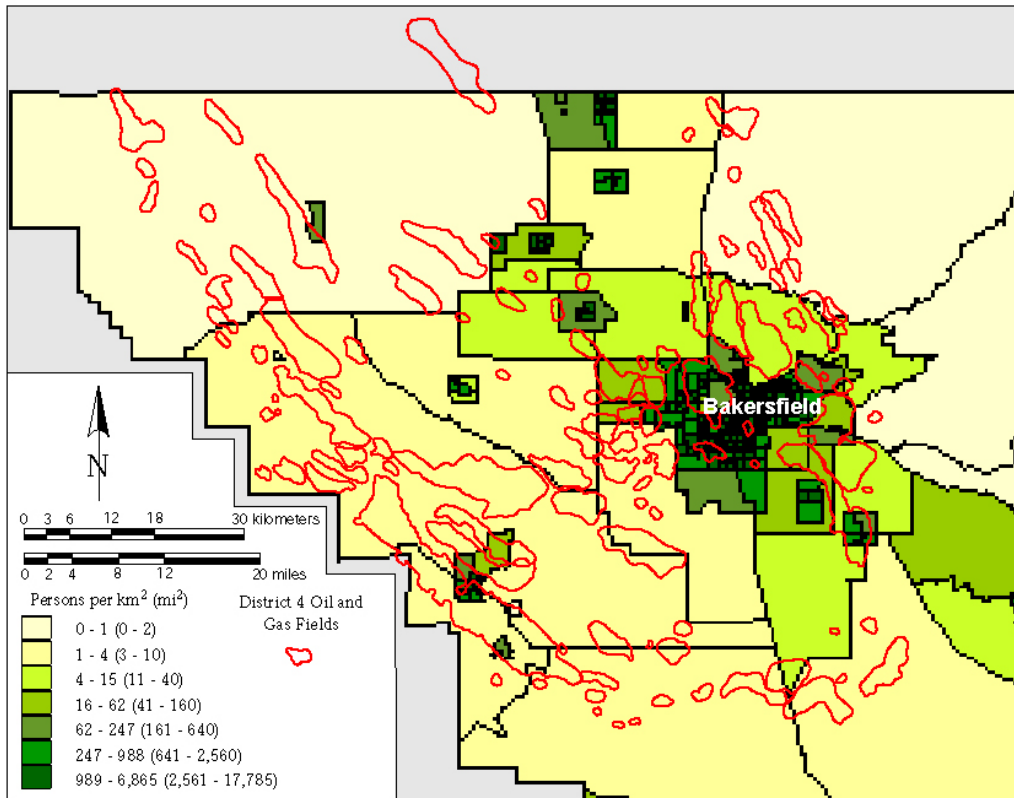 Bakersfield
N
0 3 6 12 18 30 kilometers
0 2 4 8 12 20 miles
Persons per km² (mi²)
District 4 Oil and
Gas Fields
0 - 1 (0 - 2)
1 - 4 (3 - 10)
4 - 15 (11 - 40)
16 - 62 (41 - 160)
62 - 247 (161 - 640)
247 - 988 (641 - 2,560)
989 - 6,865 (2,561 - 17,785)